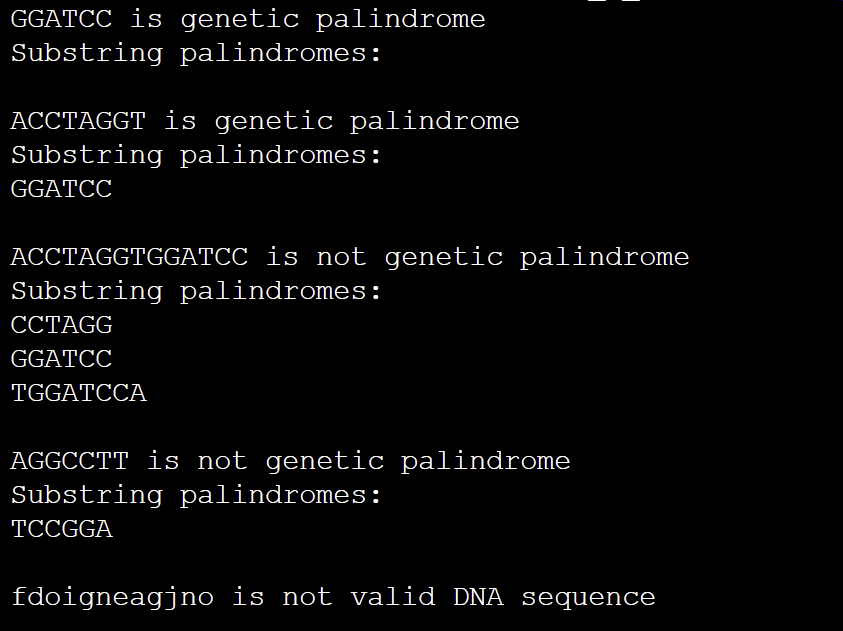 GGATCC is genetic palindrome
Substring palindromes:
ACCTAGGT is genetic palindrome
Substring palindromes:
GGATCC
ACCTAGGTGGATCC is not genetic palindrome
Substring palindromes:
CCTAGG
GGATCC
TGGATCCA
AGGCCTT is not genetic palindrome
Substring palindromes:
TCCGGA
fdoigneagjno is not valid DNA sequence